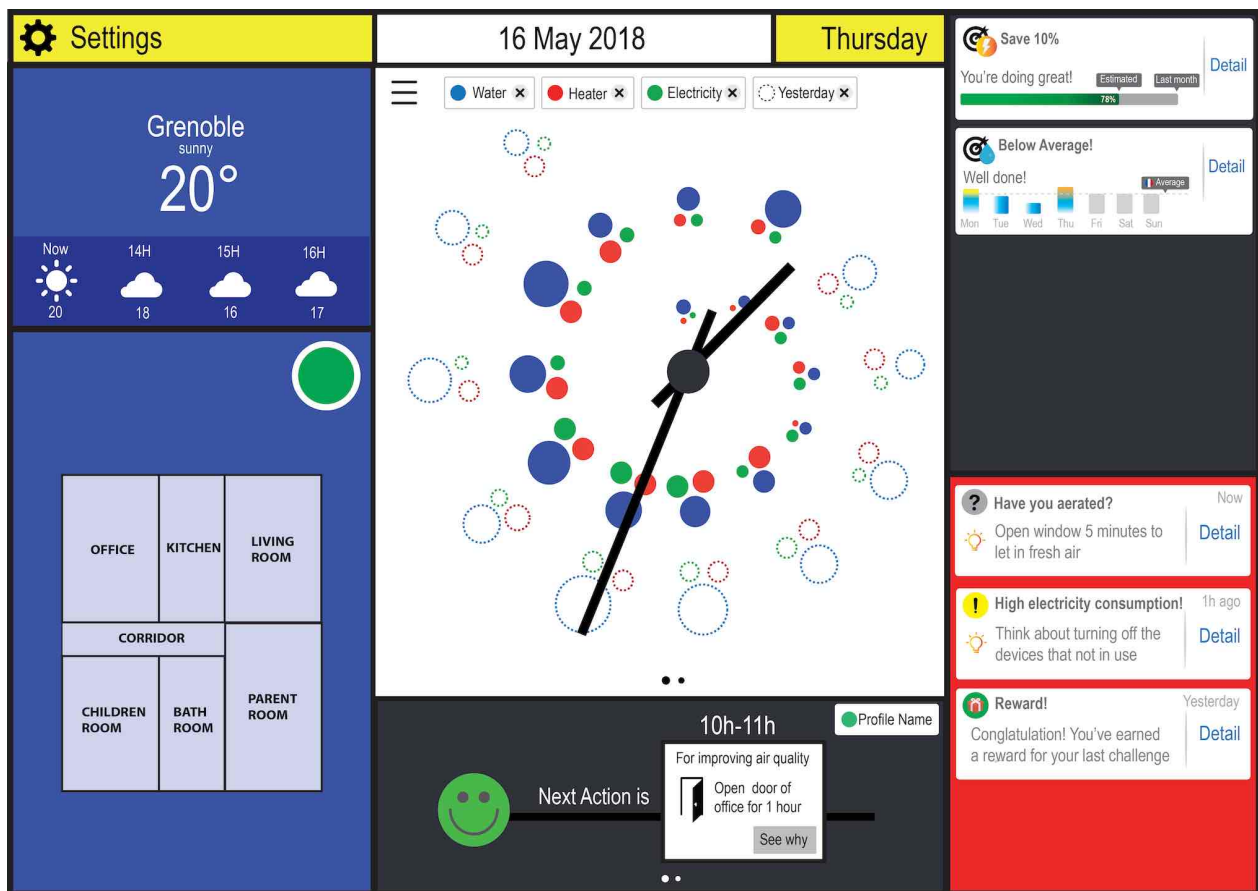 Settings
16 May 2018
Thursday
Grenoble
sunny
20°
Now 14H 15H 16H
20 18 16 17
OFFICE
KITCHEN
LIVING
ROOM
CORRIDOR
CHILDREN
ROOM
BATH
ROOM
PARENT
ROOM
Water × Heater × Electricity × Yesterday ×
10h-11h
Profile Name
Next Action is
For improving air quality
Open door of
office for 1 hour
See why
Save 10%
You're doing great!
Estimated
Last month
78%
Detail
Below Average!
Well done!
Average
Mon Tue Wed Thu Fri Sat Sun
Detail
?
Have you aerated?
Now
Open window 5 minutes to
let in fresh air
Detail
!
High electricity consumption!
1h ago
Think about turning off the
devices that not in use
Detail
Reward!
Yesterday
Conglatulation! You've earned
a reward for your last challenge
Detail